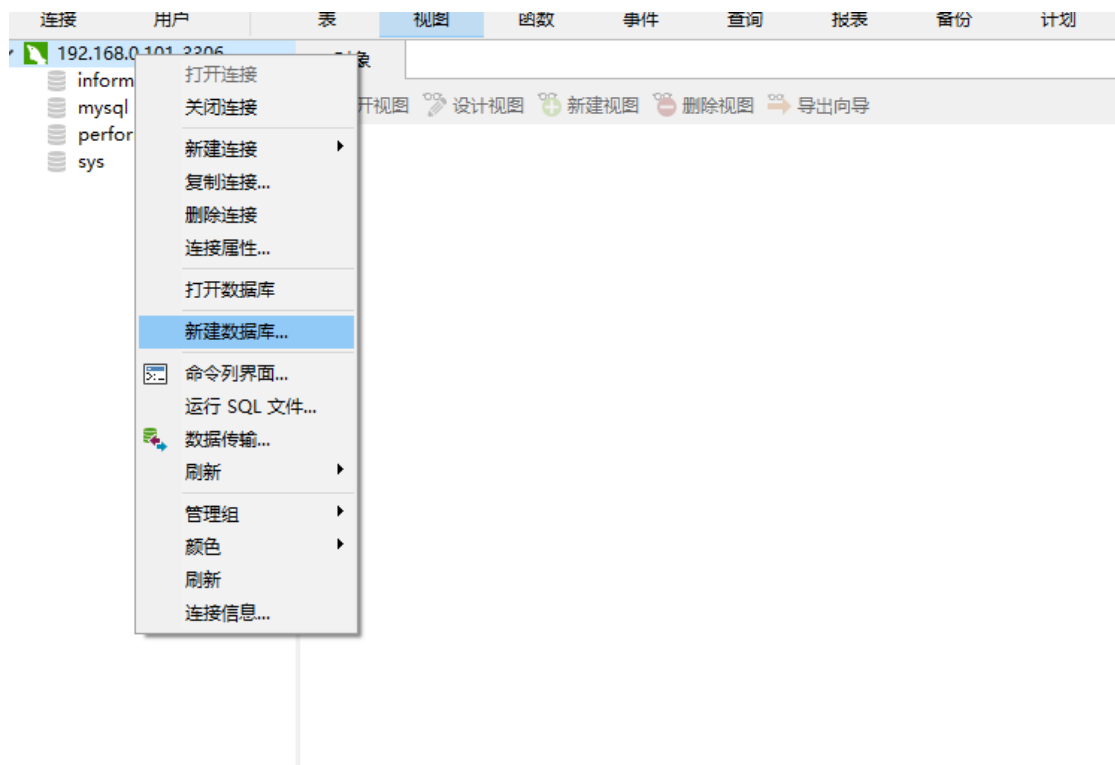 连接 用户 表 视图 函数 事件 查询 报表 备份 计划
192.168.0.101_3306
对象
inform
mysql
perfor
sys
开视图 设计视图 新建视图 删除视图 导出向导
打开连接
关闭连接
新建连接
复制连接...
删除连接
连接属性...
打开数据库
新建数据库...
命令列界面...
运行 SQL 文件...
数据传输...
刷新
管理组
颜色
刷新
连接信息...